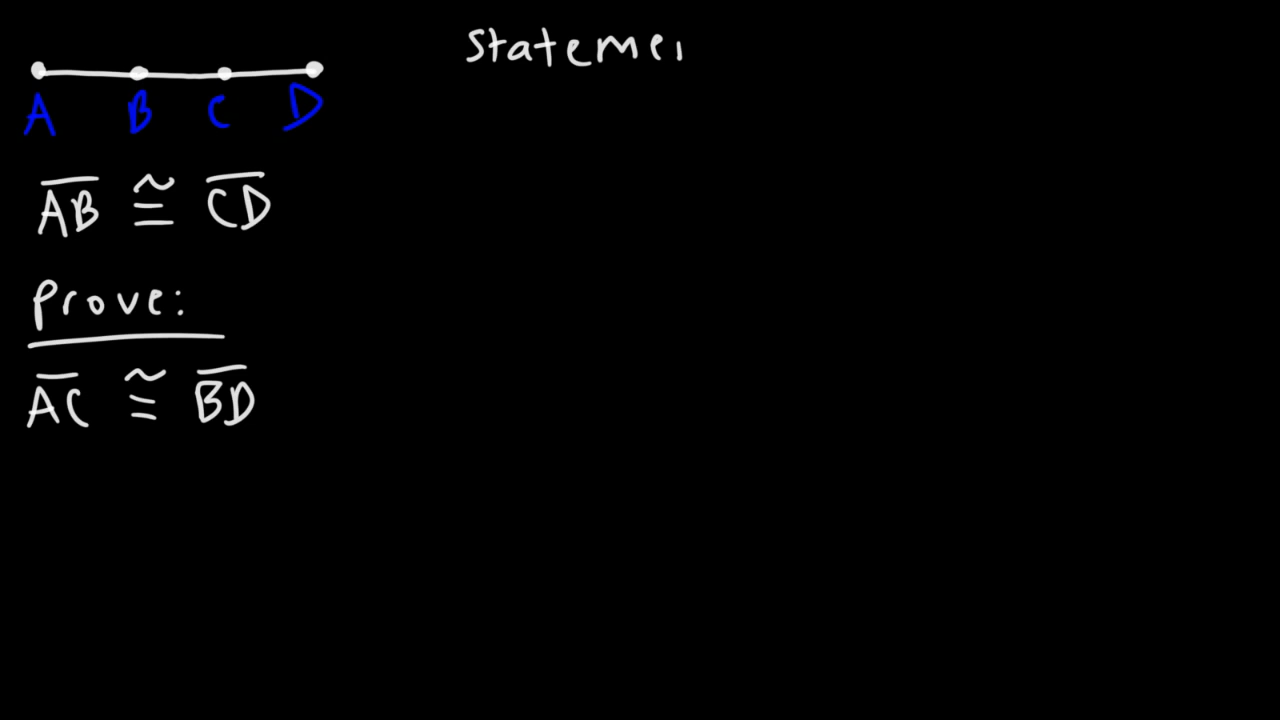 Stateme
A B C D
AB ≅ CD
Prove:
AC ≅ BD